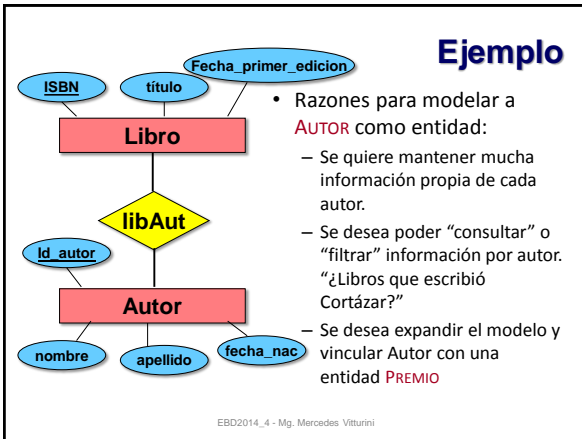 Ejemplo
ISBN
título
Fecha_primer_edicion
Libro
libAut
Id_autor
Autor
nombre
apellido
fecha_nac
• Razones para modelar a
AUTOR como entidad:
– Se quiere mantener mucha
información propia de cada
autor.
– Se desea poder “consultar” o
“filtrar” información por autor.
“¿Libros que escribió
Cortázar?”
– Se desea expandir el modelo y
vincular Autor con una
entidad PREMIO
EBD2014_4 - Mg. Mercedes Vitturini